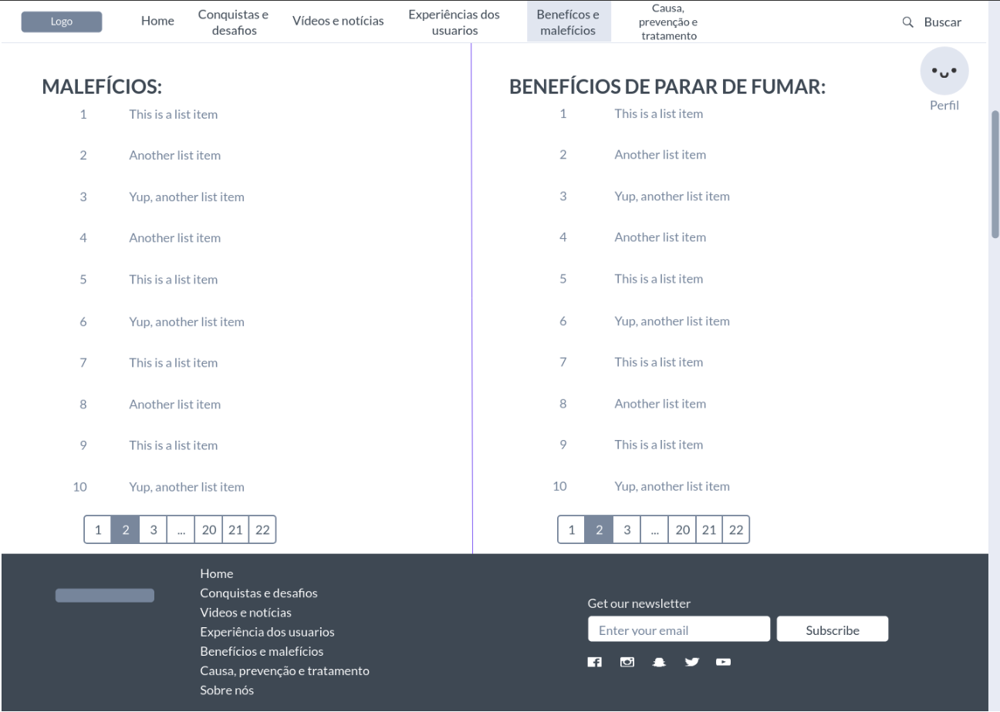 Logo
Home
Conquistas e
desafios
Vídeos e notícias
Experiências dos
usuarios
Benefícos e
malefícios
Causa,
prevenção e
tratamento
Buscar
Perfil
MALEFÍCIOS:
1 This is a list item
2 Another list item
3 Yup, another list item
4 Another list item
5 This is a list item
6 Yup, another list item
7 This is a list item
8 Another list item
9 This is a list item
10 Yup, another list item
1 2 3 ... 20 21 22
BENEFÍCIOS DE PARAR DE FUMAR:
1 This is a list item
2 Another list item
3 Yup, another list item
4 Another list item
5 This is a list item
6 Yup, another list item
7 This is a list item
8 Another list item
9 This is a list item
10 Yup, another list item
1 2 3 ... 20 21 22
Home
Conquistas e desafios
Videos e notícias
Experiência dos usuarios
Benefícios e malefícios
Causa, prevenção e tratamento
Sobre nós
Get our newsletter
Enter your email
Subscribe